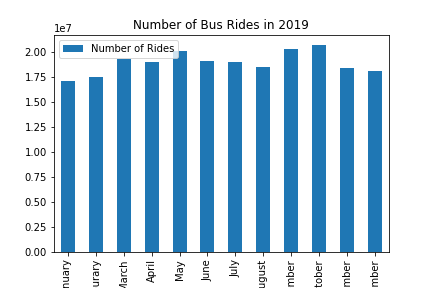 Number of Bus Rides in 2019
1e7
Number of Rides
2.00
1.75
1.50
1.25
1.00
0.75
0.50
0.25
0.00
nuary
urary
March
April
May
June
July
ugust
mber
tober
mber
mber